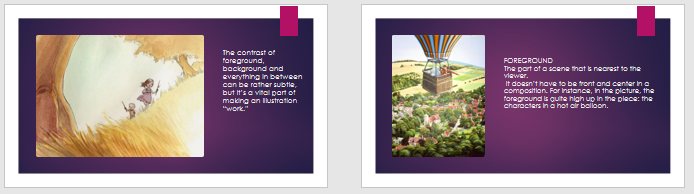 The contrast of
foreground,
background and
everything in between
can be rather subtle,
but it's a vital part of
making an illustration
"work."
FOREGROUND
The part of a scene that is nearest to the
viewer.
It doesn't have to be front and center in a
composition. For instance, in the picture, the
foreground is quite high up in the piece: the
characters in a hot air balloon.